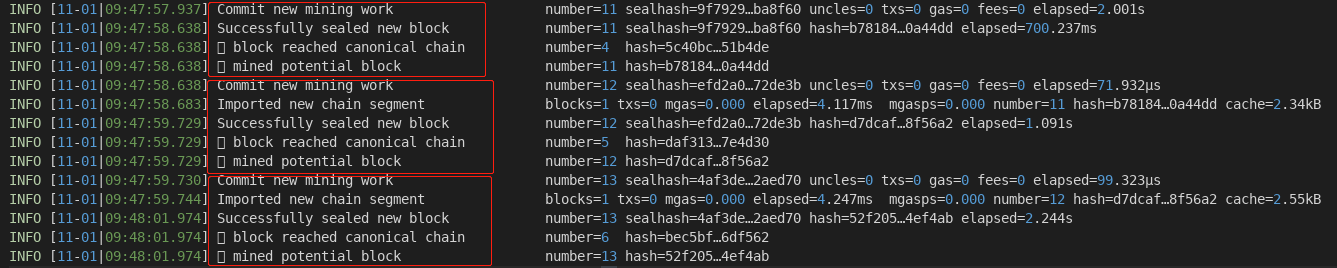 INFO [11-01|09:47:57.937] Commit new mining work number=11 sealhash=9f7929…ba8f60 uncles=0 txs=0 gas=0 fees=0 elapsed=2.001s
INFO [11-01|09:47:58.638] Successfully sealed new block number=11 sealhash=9f7929…ba8f60 hash=b78184…0a44dd elapsed=700.237ms
INFO [11-01|09:47:58.638] block reached canonical chain number=4 hash=5c40bc…51b4de
INFO [11-01|09:47:58.638] mined potential block number=11 hash=b78184…0a44dd
INFO [11-01|09:47:58.638] Commit new mining work number=12 sealhash=efd2a0…72de3b uncles=0 txs=0 gas=0 fees=0 elapsed=71.932µs
INFO [11-01|09:47:58.683] Imported new chain segment blocks=1 txs=0 mgas=0.000 elapsed=4.117ms mgasps=0.000 number=11 hash=b78184…0a44dd cache=2.34kB
INFO [11-01|09:47:59.729] Successfully sealed new block number=12 sealhash=efd2a0…72de3b hash=d7dcaf…8f56a2 elapsed=1.091s
INFO [11-01|09:47:59.729] block reached canonical chain number=5 hash=daf313…7e4d30
INFO [11-01|09:47:59.729] mined potential block number=12 hash=d7dcaf…8f56a2
INFO [11-01|09:47:59.730] Commit new mining work number=13 sealhash=4af3de…2aed70 uncles=0 txs=0 gas=0 fees=0 elapsed=99.323µs
INFO [11-01|09:47:59.744] Imported new chain segment blocks=1 txs=0 mgas=0.000 elapsed=4.247ms mgasps=0.000 number=12 hash=d7dcaf…8f56a2 cache=2.55kB
INFO [11-01|09:48:01.974] Successfully sealed new block number=13 sealhash=4af3de…2aed70 hash=52f205…4ef4ab elapsed=2.244s
INFO [11-01|09:48:01.974] block reached canonical chain number=6 hash=bec5bf…6df562
INFO [11-01|09:48:01.974] mined potential block number=13 hash=52f205…4ef4ab